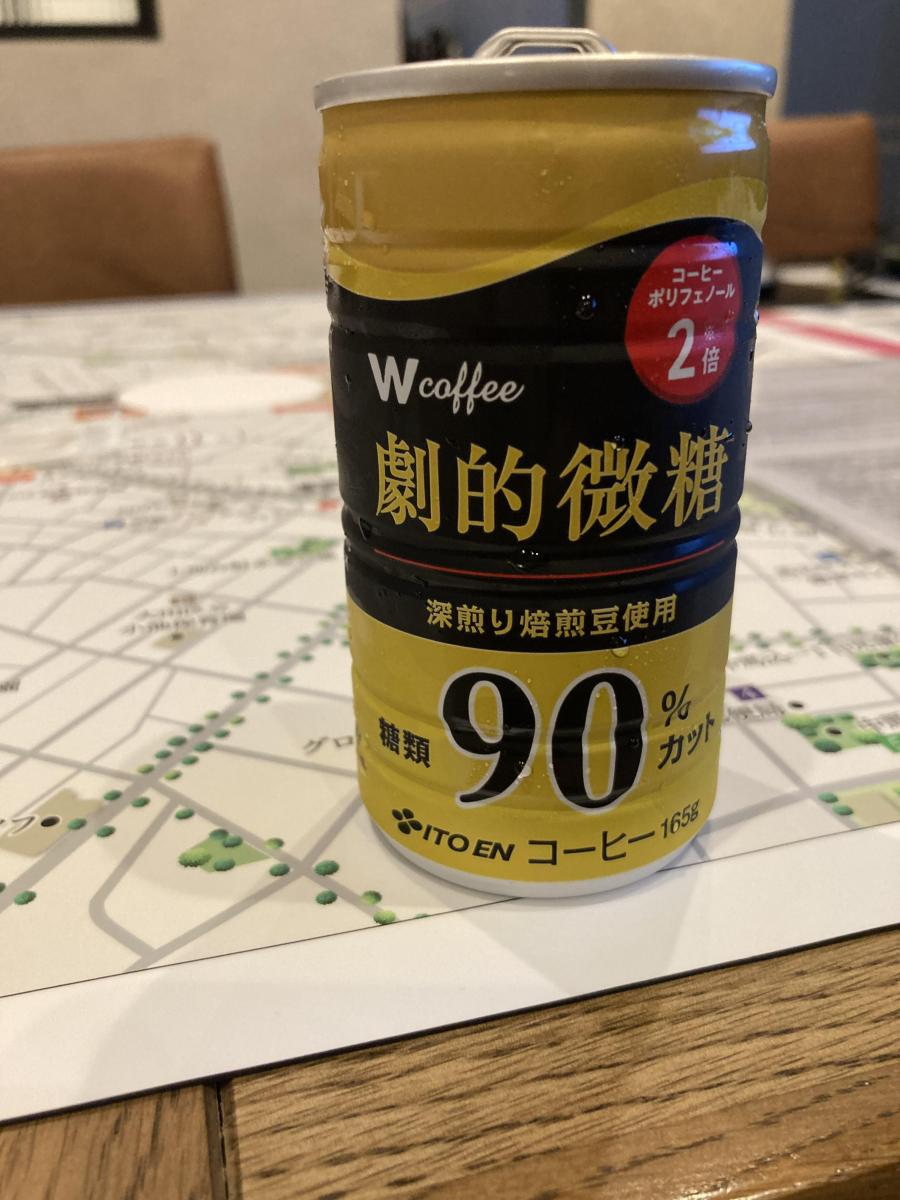 コーヒー
ポリフェノール
2※倍
W coffee
劇的微糖
深煎り焙煎豆使用
糖類 90%カット
ITO EN コーヒー 165g
グロ